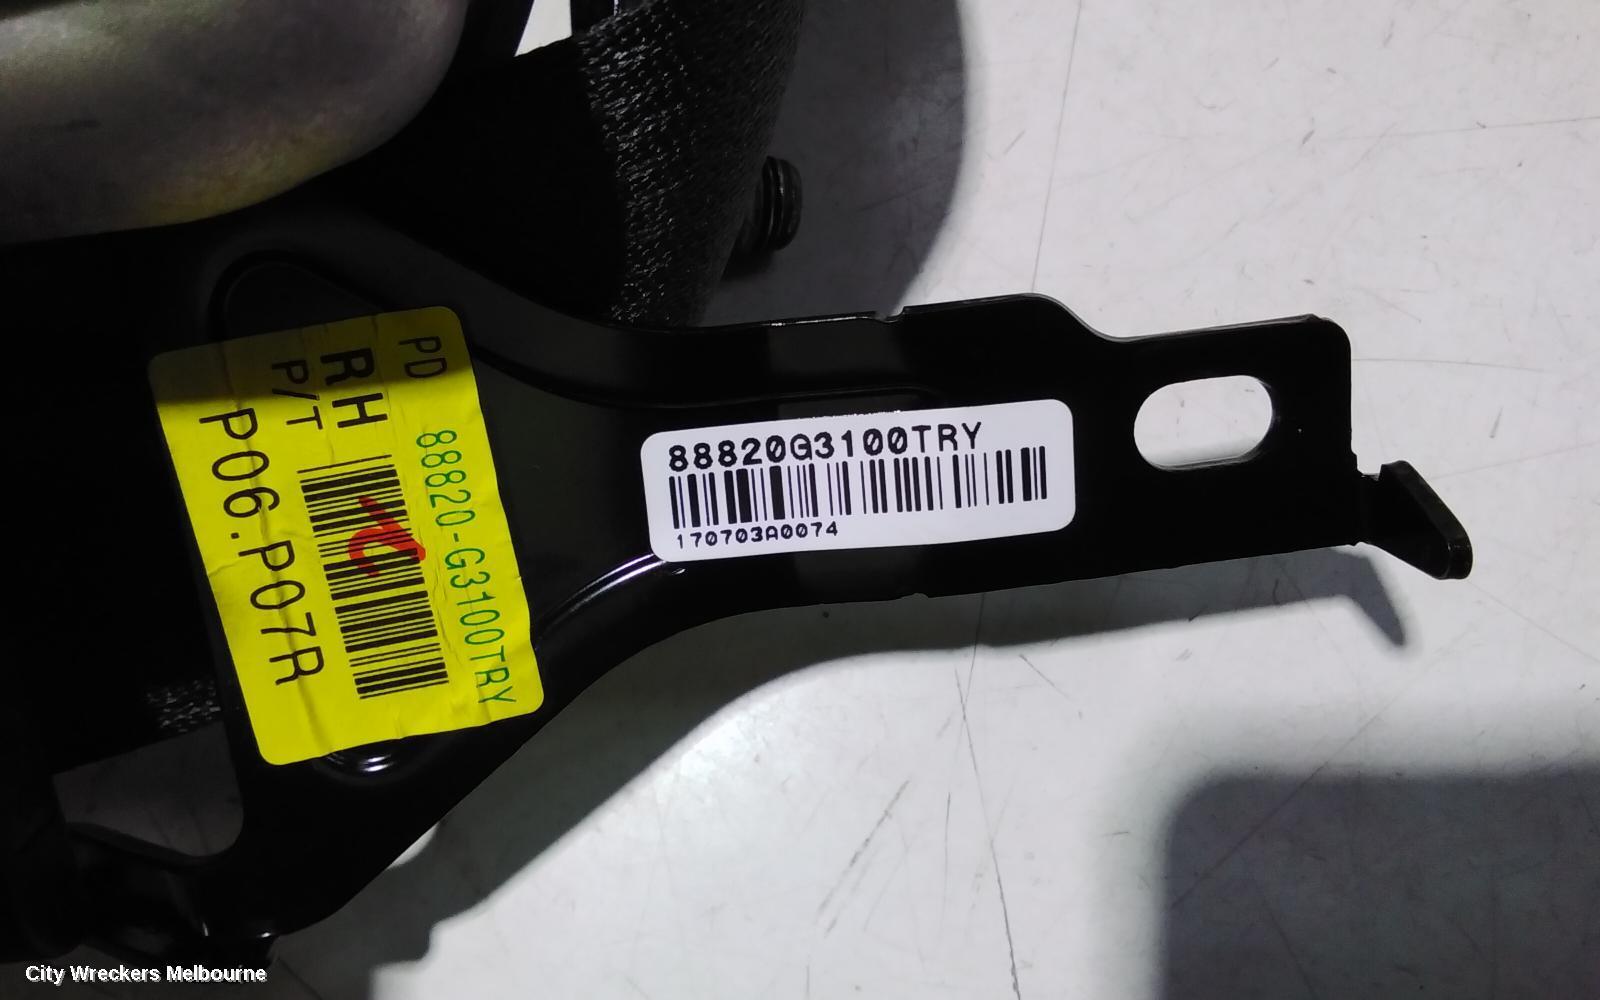 PD 88820-G3100TRY
RH
P/T
P06.P07R
88820G3100TRY
170703A0074
City Wreckers Melbourne